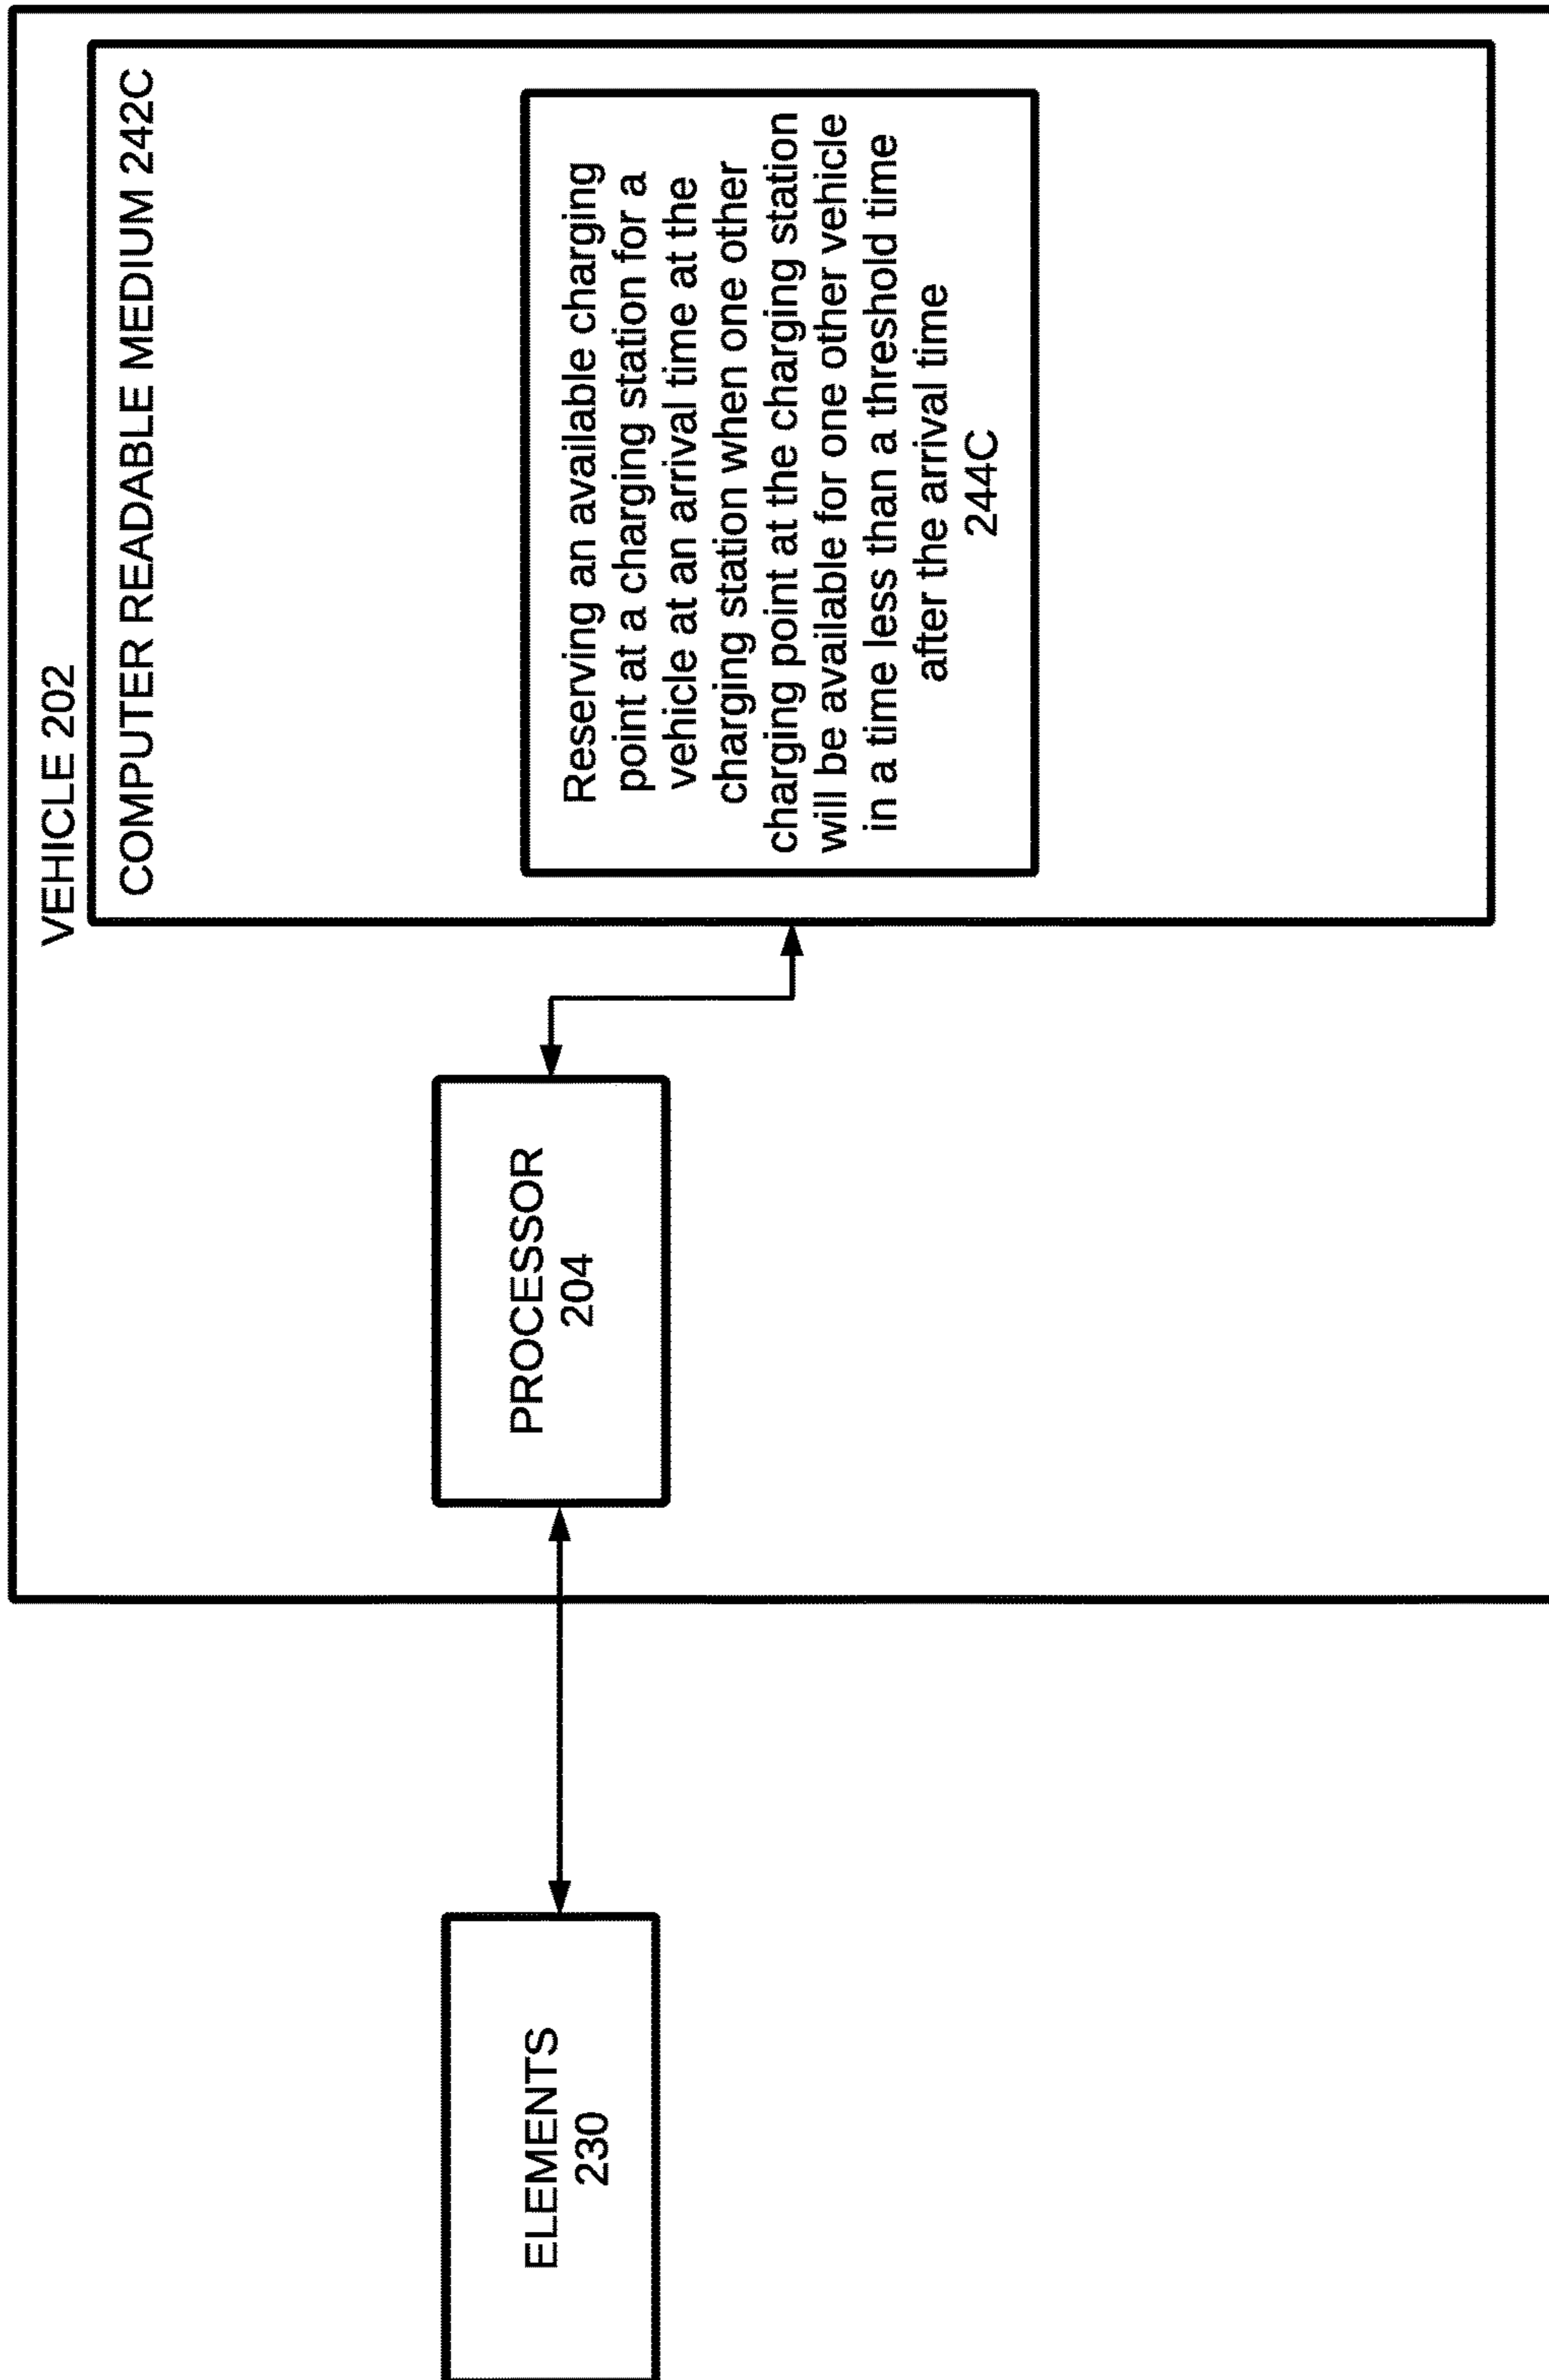 VEHICLE 202
COMPUTER READABLE MEDIUM 242C
Reserving an available charging
point at a charging station for a
vehicle at an arrival time at the
charging station when one other
charging point at the charging station
will be available for one other vehicle
in a time less than a threshold time
after the arrival time
244C
PROCESSOR
204
ELEMENTS
230